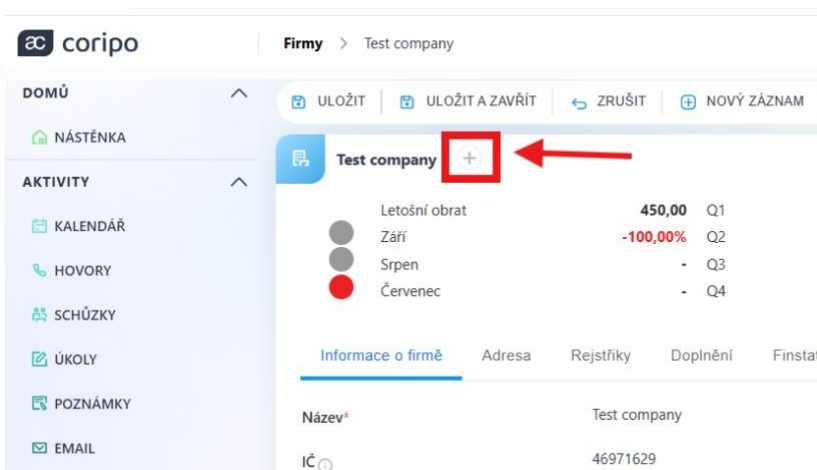 coripo
Firmy > Test company
DOMŮ
NÁSTĚNKA
AKTIVITY
KALENDÁŘ
HOVORY
SCHŮZKY
ÚKOLY
POZNÁMKY
EMAIL
ULOŽIT ULOŽIT A ZAVŘÍT ZRUŠIT NOVÝ ZÁZNAM
Test company
Letošní obrat 450,00 Q1
Září -100,00% Q2
Srpen - Q3
Červenec - Q4
Informace o firmě Adresa Rejstříky Doplnění Finstat
Název* Test company
IČ 46971629